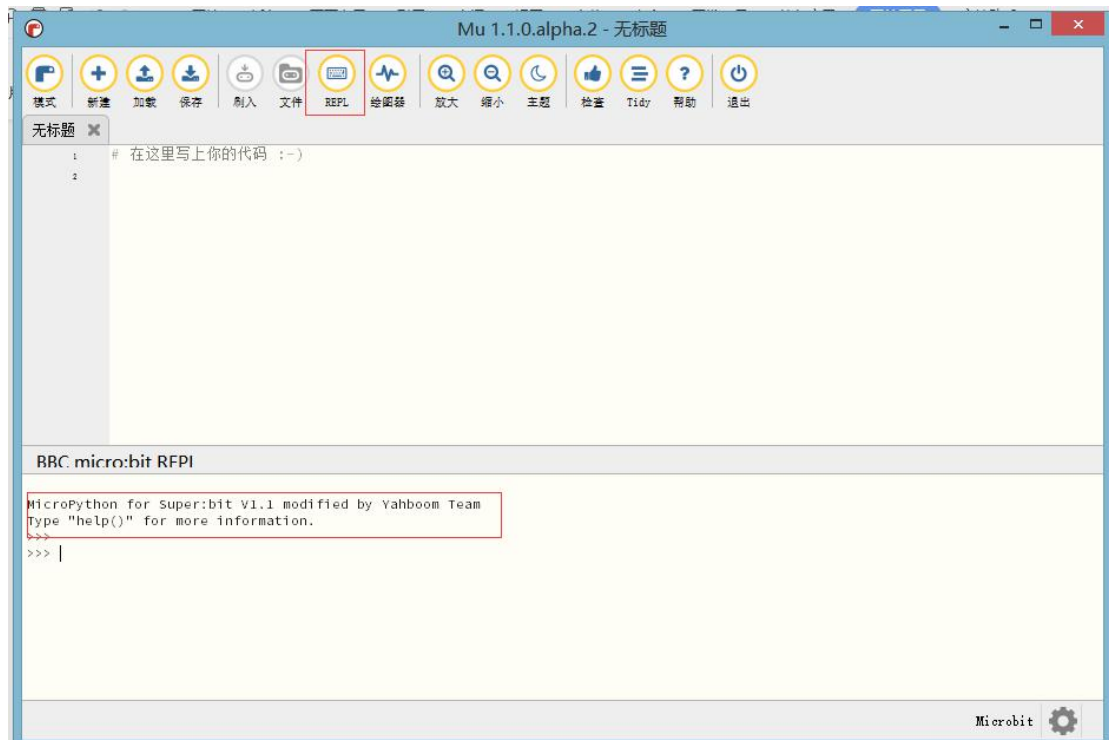 Mu 1.1.0.alpha.2 - 无标题
模式 新建 加载 保存 刷入 文件 REPL 绘图器 放大 缩小 主题 检查 Tidy 帮助 退出
无标题
1 # 在这里写上你的代码 :-)
2
BBC micro:bit REPL
MicroPython for Super:bit V1.1 modified by Yahboom Team
Type "help()" for more information.
>>>
>>>
Microbit